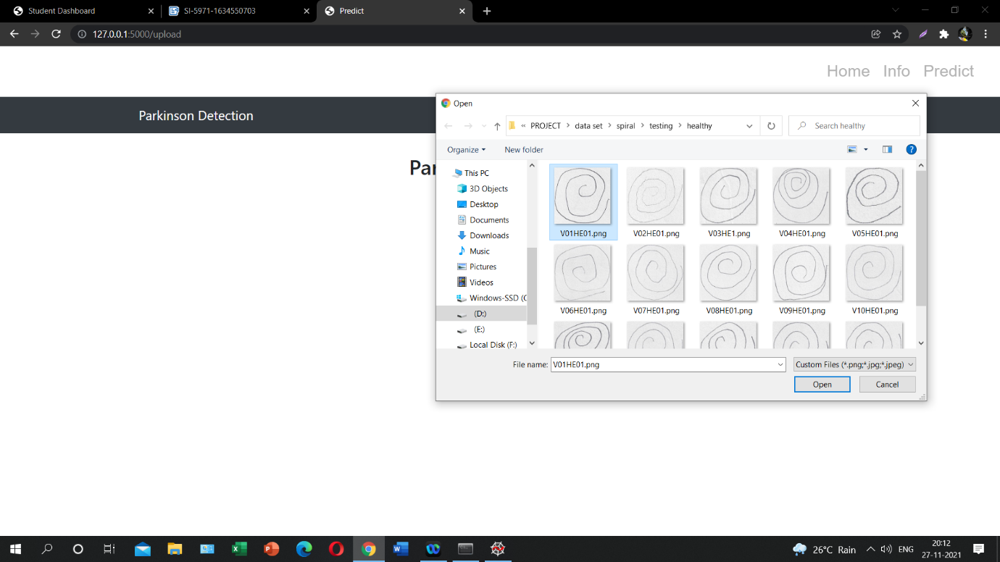 Student Dashboard
SI-5971-1634550703
Predict
127.0.0.1:5000/upload
Home Info Predict
Parkinson Detection
Open
« PROJECT › data set › spiral › testing › healthy
Search healthy
Organize
New folder
This PC
3D Objects
Desktop
Documents
Downloads
Music
Pictures
Videos
Windows-SSD (C
(D:)
(E:)
Local Disk (F:)
V01HE01.png V02HE01.png V03HE1.png V04HE01.png V05HE01.png
V06HE01.png V07HE01.png V08HE01.png V09HE01.png V10HE01.png
File name: V01HE01.png
Custom Files (*.png;*.jpg;*.jpeg)
Open Cancel
26°C Rain
ENG
20:12
27-11-2021